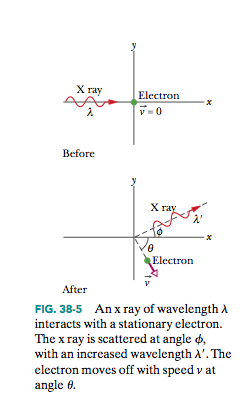 y
X ray
Electron
x
λ
v⃗ = 0
Before
y
X ray
λ′
ϕ
x
θ
Electron
v⃗
After
FIG. 38-5 An x ray of wavelength λ
interacts with a stationary electron.
The x ray is scattered at angle ϕ,
with an increased wavelength λ′. The
electron moves off with speed v at
angle θ.